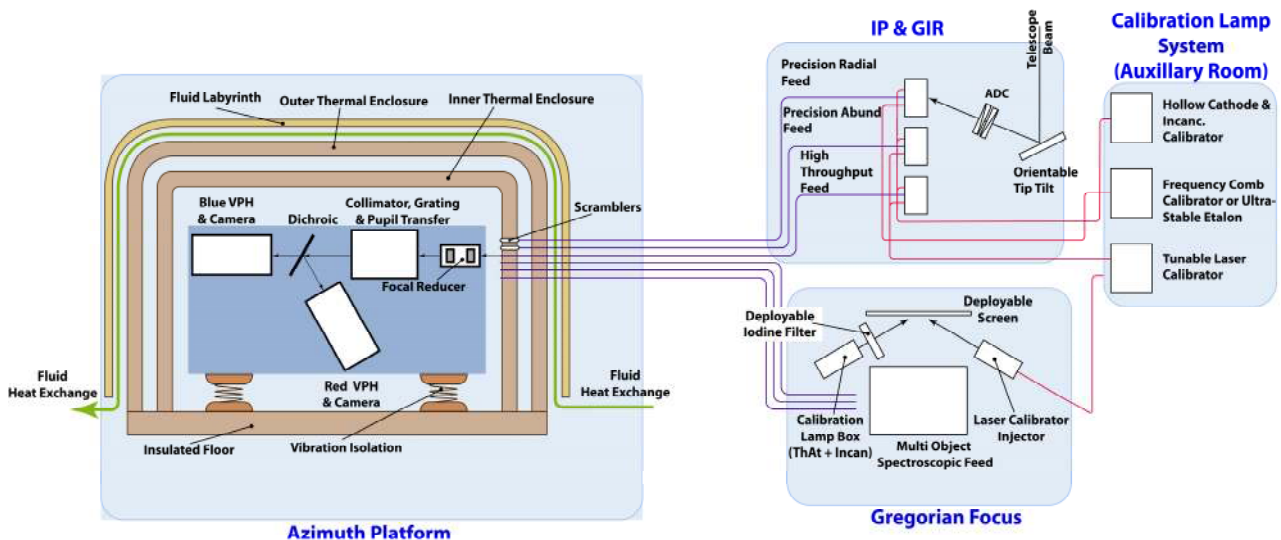 Fluid Labyrinth
Outer Thermal Enclosure
Inner Thermal Enclosure
Blue VPH
& Camera
Dichroic
Collimator, Grating
& Pupil Transfer
Scramblers
Focal Reducer
Fluid
Heat Exchange
Red VPH
& Camera
Fluid
Heat Exchange
Insulated Floor
Vibration Isolation
Azimuth Platform
IP & GIR
Precision Radial
Feed
Precision Abund
Feed
High
Throughput
Feed
ADC
Telescope
Beam
Orientable
Tip Tilt
Calibration Lamp
System
(Auxillary Room)
Hollow Cathode &
Incanc.
Calibrator
Frequency Comb
Calibrator or Ultra-
Stable Etalon
Tunable Laser
Calibrator
Deployable
Iodine Filter
Deployable
Screen
Calibration
Lamp Box
(ThAt + Incan)
Multi Object
Spectroscopic Feed
Laser Calibrator
Injector
Gregorian Focus